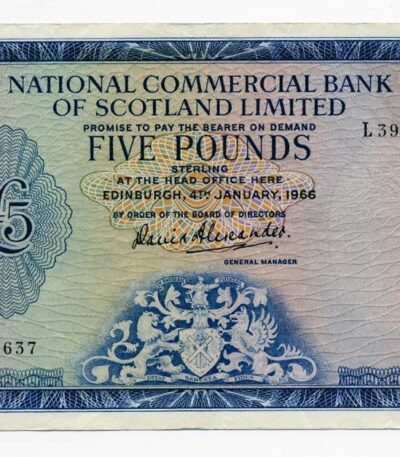 NATIONAL COMMERCIAL BANK
OF SCOTLAND LIMITED
PROMISE TO PAY THE BEARER ON DEMAND
L 39
FIVE POUNDS
STERLING
AT THE HEAD OFFICE HERE
EDINBURGH, 4TH JANUARY, 1966
BY ORDER OF THE BOARD OF DIRECTORS
£5
David Alexander.
GENERAL MANAGER
637